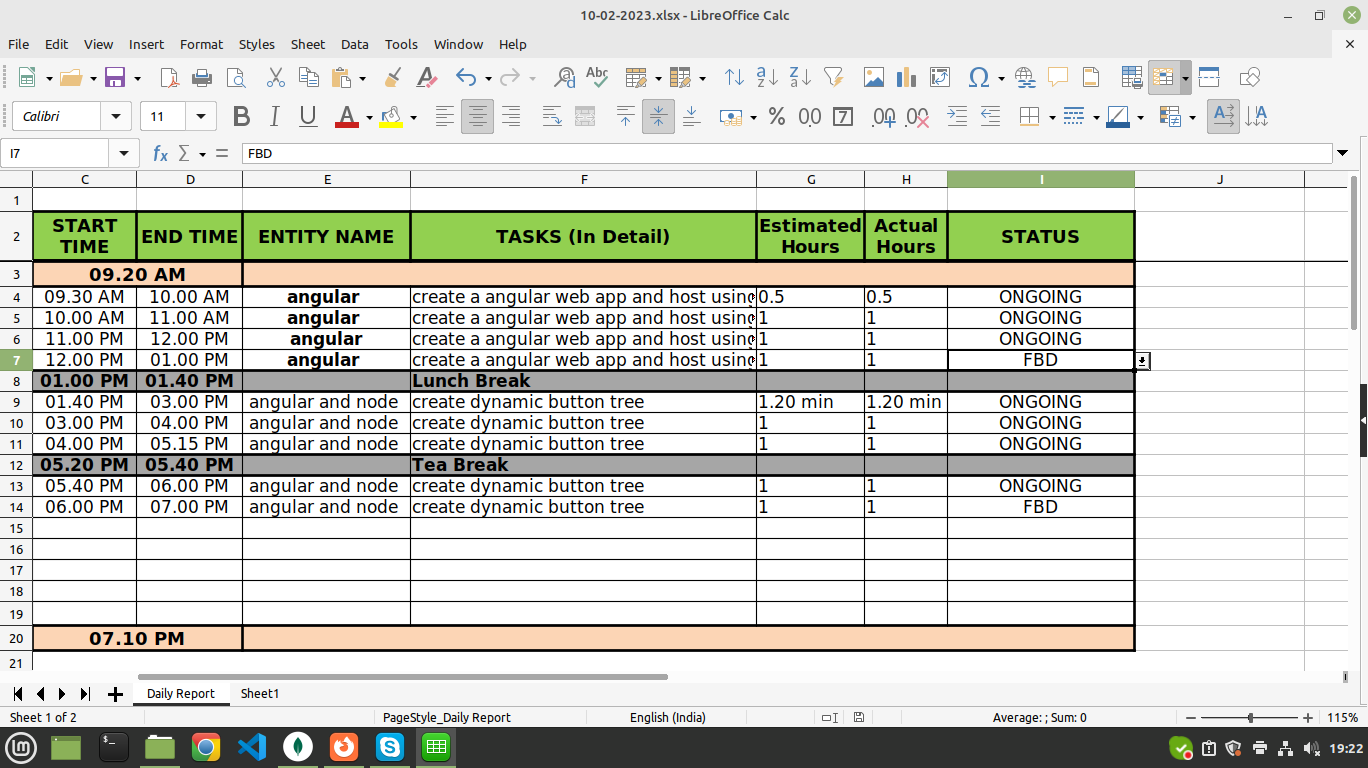 10-02-2023.xlsx - LibreOffice Calc
File Edit View Insert Format Styles Sheet Data Tools Window Help
Calibri 11
I7 FBD
C D E F G H I J
1
2 START TIME END TIME ENTITY NAME TASKS (In Detail) Estimated Hours Actual Hours STATUS
3 09.20 AM
4 09.30 AM 10.00 AM angular create a angular web app and host using 0.5 0.5 ONGOING
5 10.00 AM 11.00 AM angular create a angular web app and host using 1 1 ONGOING
6 11.00 PM 12.00 PM angular create a angular web app and host using 1 1 ONGOING
7 12.00 PM 01.00 PM angular create a angular web app and host using 1 1 FBD
8 01.00 PM 01.40 PM Lunch Break
9 01.40 PM 03.00 PM angular and node create dynamic button tree 1.20 min 1.20 min ONGOING
10 03.00 PM 04.00 PM angular and node create dynamic button tree 1 1 ONGOING
11 04.00 PM 05.15 PM angular and node create dynamic button tree 1 1 ONGOING
12 05.20 PM 05.40 PM Tea Break
13 05.40 PM 06.00 PM angular and node create dynamic button tree 1 1 ONGOING
14 06.00 PM 07.00 PM angular and node create dynamic button tree 1 1 FBD
15
16
17
18
19
20 07.10 PM
21
Daily Report Sheet1
Sheet 1 of 2 PageStyle_Daily Report English (India) Average: ; Sum: 0 115%
19:22